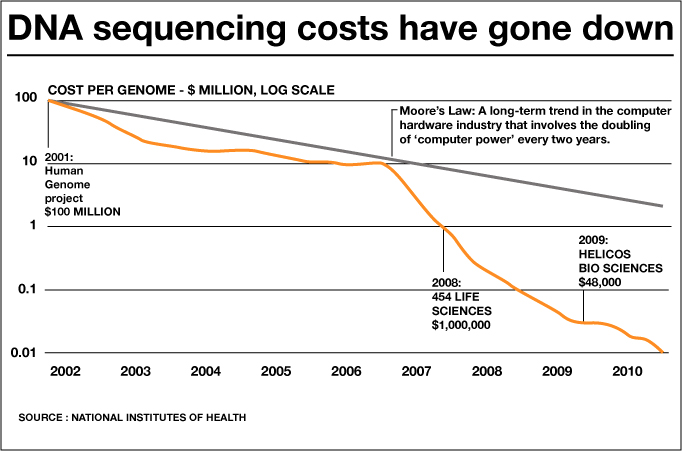 DNA sequencing costs have gone down
COST PER GENOME - $ MILLION, LOG SCALE
100
10
1
0.1
0.01
Moore's Law: A long-term trend in the computer
hardware industry that involves the doubling
of ‘computer power’ every two years.
2001:
Human
Genome
project
$100 MILLION
2008:
454 LIFE
SCIENCES
$1,000,000
2009:
HELICOS
BIO SCIENCES
$48,000
2002 2003 2004 2005 2006 2007 2008 2009 2010
SOURCE : NATIONAL INSTITUTES OF HEALTH